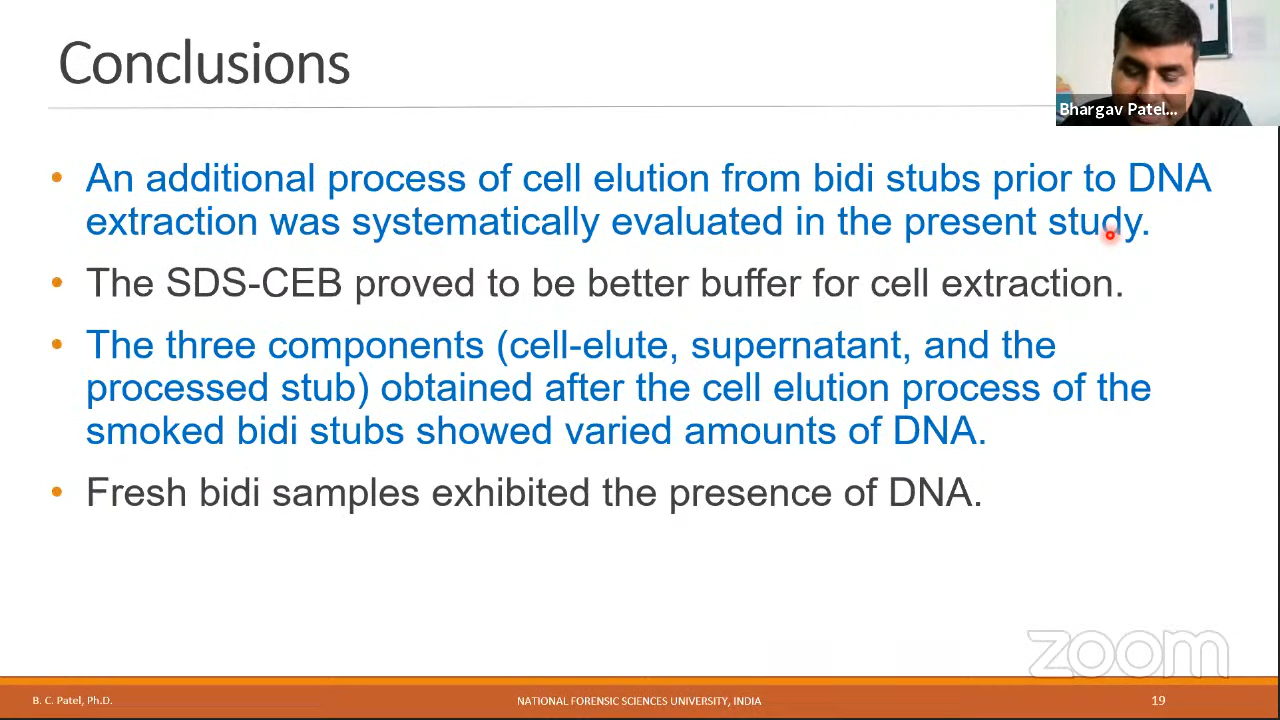 Conclusions
Bhargav Patel...
• An additional process of cell elution from bidi stubs prior to DNA
extraction was systematically evaluated in the present study.
• The SDS-CEB proved to be better buffer for cell extraction.
• The three components (cell-elute, supernatant, and the
processed stub) obtained after the cell elution process of the
smoked bidi stubs showed varied amounts of DNA.
• Fresh bidi samples exhibited the presence of DNA.
zoom
B. C. Patel, Ph.D.
NATIONAL FORENSIC SCIENCES UNIVERSITY, INDIA
19